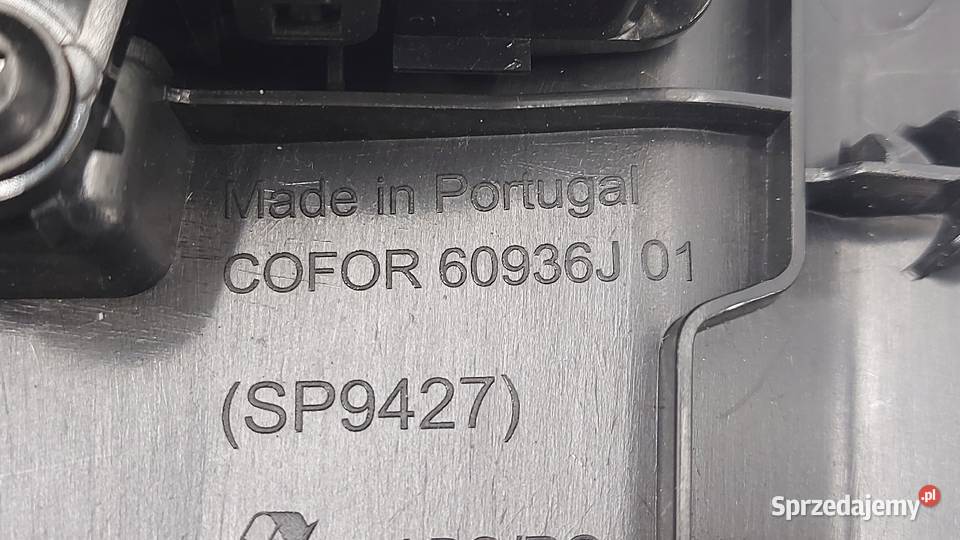 Made in Portugal
COFOR 60936J 01
(SP9427)
Sprzedajemy.pl